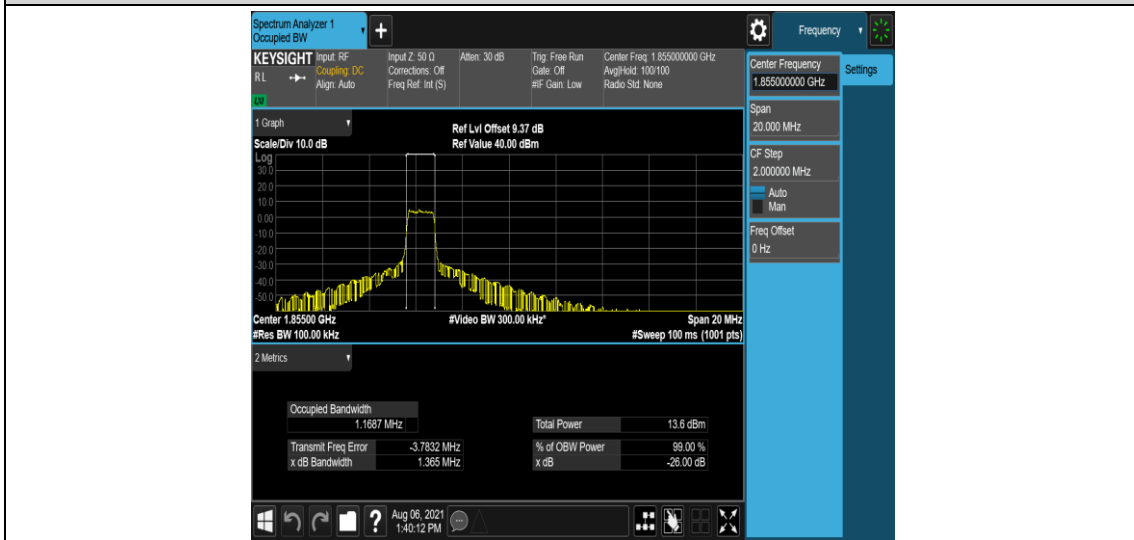 Spectrum Analyzer 1
Occupied BW
Frequency
KEYSIGHT
RL
Input: RF
Coupling: DC
Align: Auto
Input Z: 50 Ω
Corrections: Off
Freq Ref: Int (S)
Atten: 30 dB
Trig: Free Run
Gate: Off
#IF Gain: Low
Center Freq: 1.855000000 GHz
Avg|Hold: 100/100
Radio Std: None
Center Frequency
1.855000000 GHz
Settings
Span
20.000 MHz
CF Step
2.000000 MHz
Auto
Man
Freq Offset
0 Hz
1 Graph
Scale/Div 10.0 dB
Ref Lvl Offset 9.37 dB
Ref Value 40.00 dBm
Log
30.0
20.0
10.0
0.00
-10.0
-20.0
-30.0
-40.0
-50.0
Center 1.85500 GHz
#Video BW 300.00 kHz*
Span 20 MHz
#Res BW 100.00 kHz
#Sweep 100 ms (1001 pts)
2 Metrics
Occupied Bandwidth
1.1687 MHz
Total Power 13.6 dBm
Transmit Freq Error -3.7832 MHz
% of OBW Power 99.00 %
x dB Bandwidth 1.365 MHz
x dB -26.00 dB
?
Aug 06, 2021
1:40:12 PM